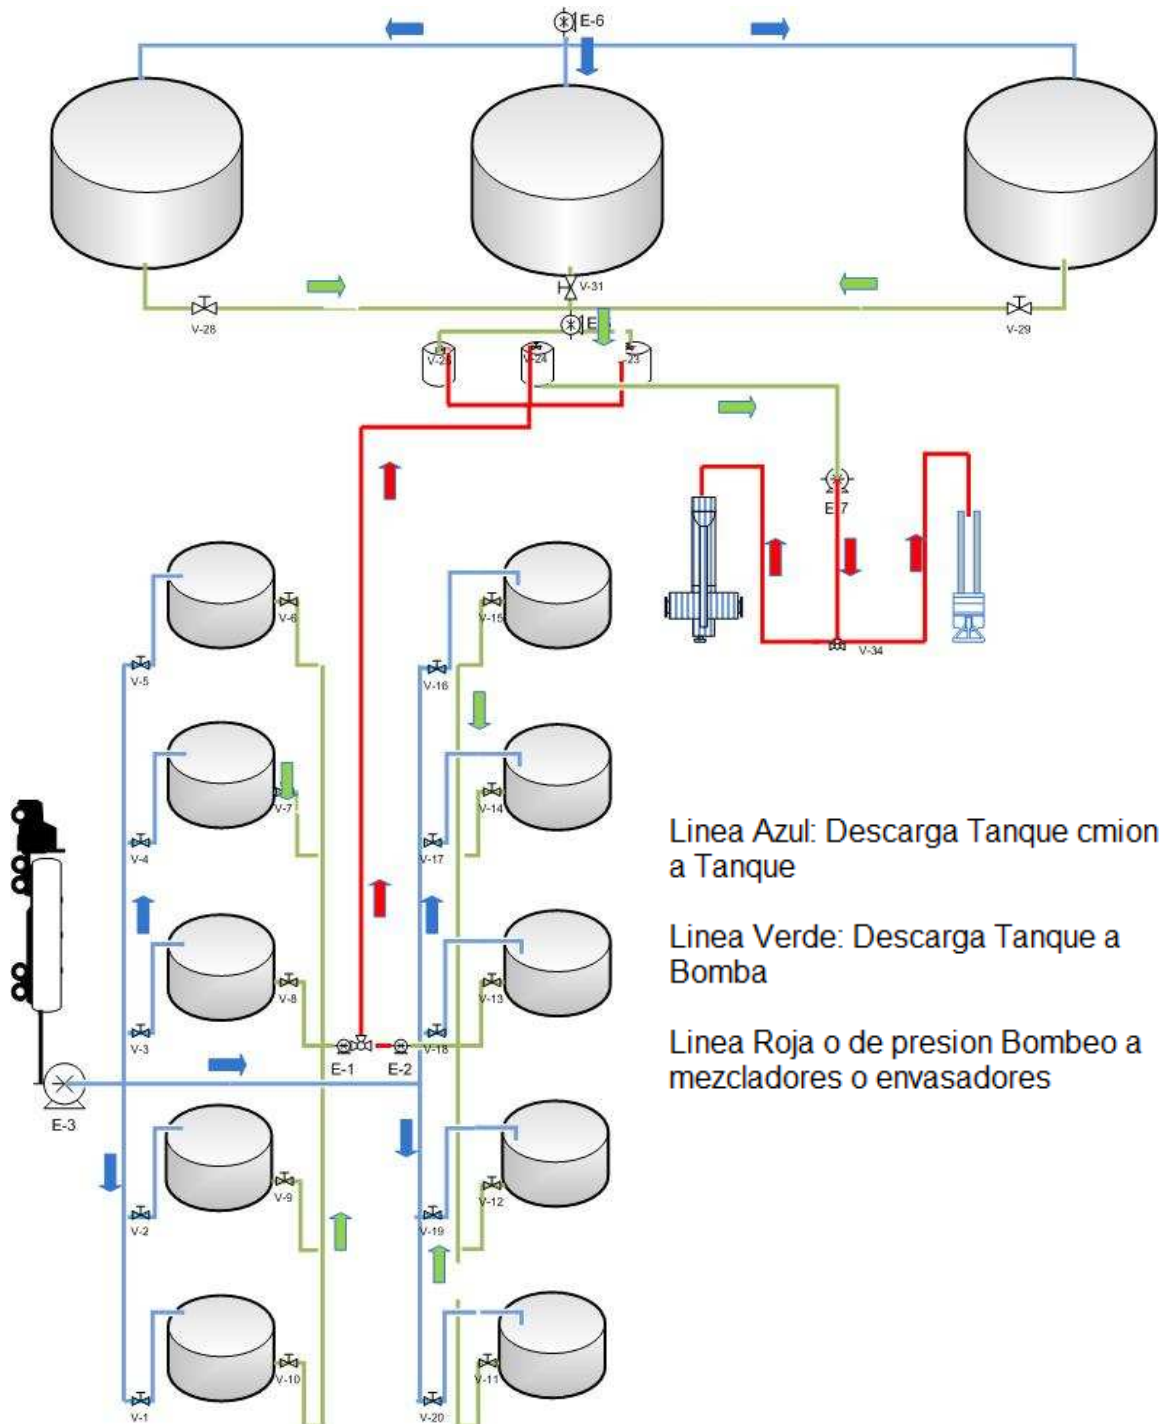 E-6
V-31
V-28
V-29
V-24
E-7
V-34
V-6
V-15
V-5
V-16
V-7
V-14
V-4
V-17
Linea Azul: Descarga Tanque cmion
a Tanque
Linea Verde: Descarga Tanque a
Bomba
V-8
V-13
V-3
V-18
Linea Roja o de presion Bombeo a
mezcladores o envasadores
E-1
E-2
E-3
V-9
V-12
V-2
V-19
V-10
V-11
V-1
V-20